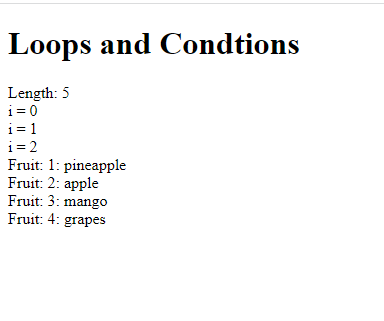 Loops and Condtions
Length: 5
i = 0
i = 1
i = 2
Fruit: 1: pineapple
Fruit: 2: apple
Fruit: 3: mango
Fruit: 4: grapes